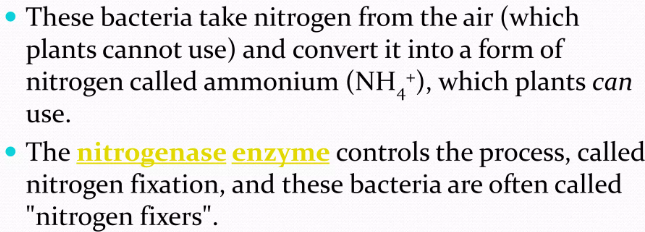 • These bacteria take nitrogen from the air (which
plants cannot use) and convert it into a form of
nitrogen called ammonium (NH₄⁺), which plants can
use.
• The nitrogenase enzyme controls the process, called
nitrogen fixation, and these bacteria are often called
"nitrogen fixers".